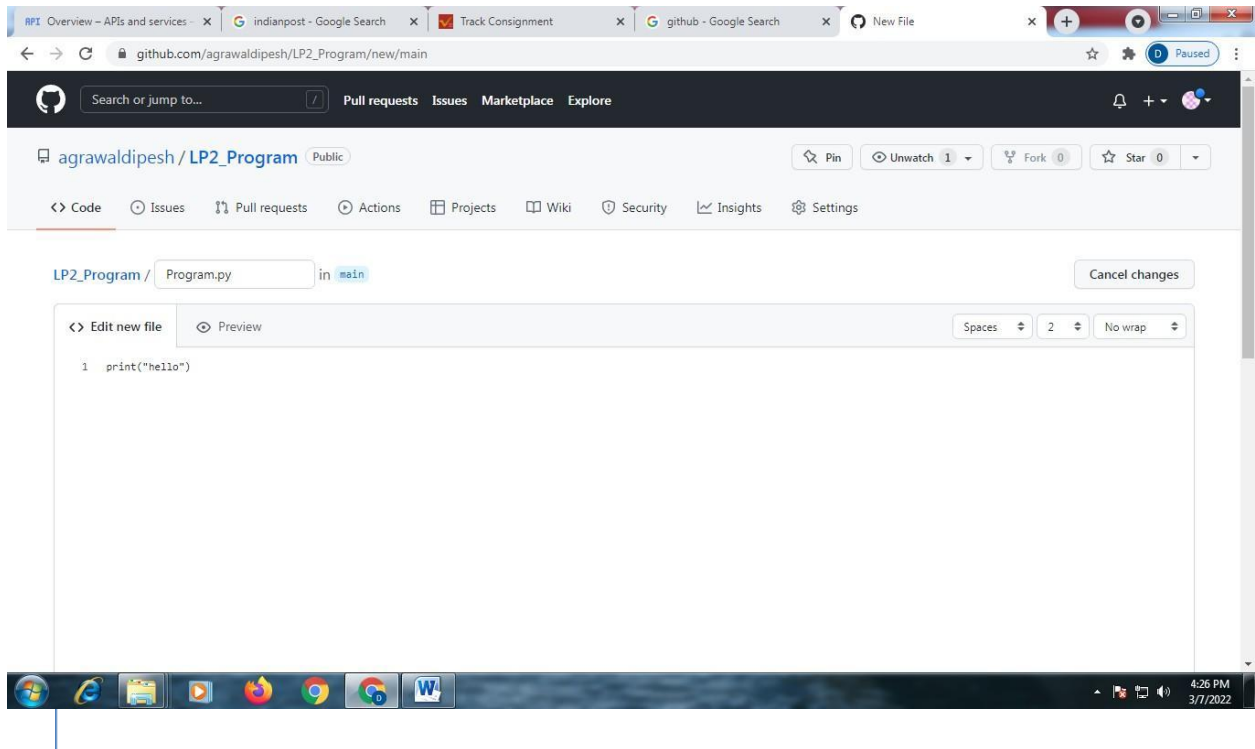 API Overview – APIs and services - indianpost - Google Search Track Consignment github - Google Search New File
github.com/agrawaldipesh/LP2_Program/new/main D Paused
Search or jump to... / Pull requests Issues Marketplace Explore
agrawaldipesh / LP2_Program Public Pin Unwatch 1 Fork 0 Star 0
<> Code Issues Pull requests Actions Projects Wiki Security Insights Settings
LP2_Program / Program.py in main Cancel changes
<> Edit new file Preview Spaces 2 No wrap
1 print("hello")
4:26 PM
3/7/2022